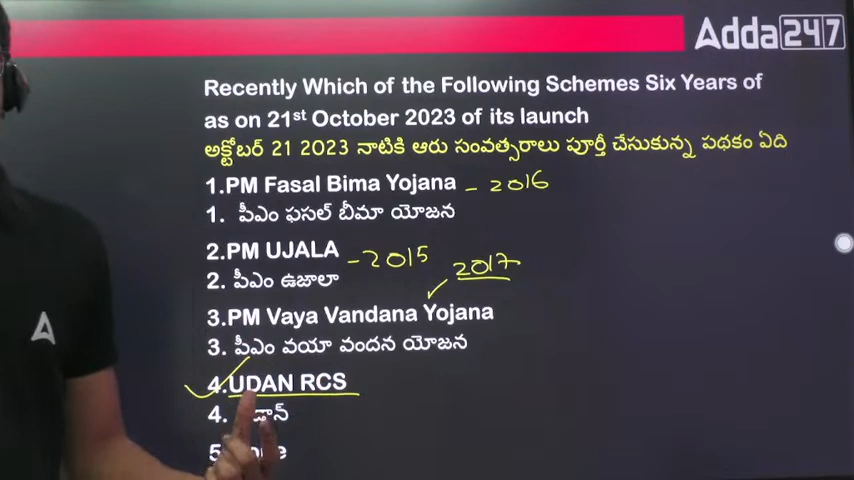 Adda247
Recently Which of the Following Schemes Six Years of
as on 21st October 2023 of its launch
అక్టోబర్ 21 2023 నాటికి ఆరు సంవత్సరాలు పూర్తీ చేసుకున్న పథకం ఏది
1.PM Fasal Bima Yojana - 2016
1. పీఎం ఫసల్ బీమా యోజన
2.PM UJALA - 2015
2. పీఎం ఉజాలా
2017
3.PM Vaya Vandana Yojana
3. పీఎం వయా వందన యోజన
4.UDAN RCS
4.
5